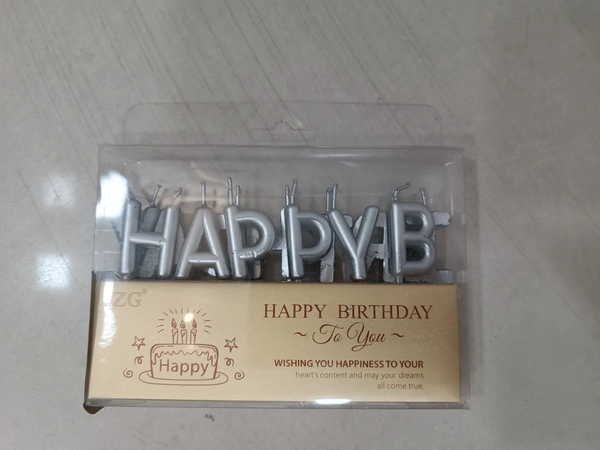 HAPPYB
ZG®
HAPPY BIRTHDAY
~ To You ~
Happy
WISHING YOU HAPPINESS TO YOUR
heart's content and may your dreams
all come true.